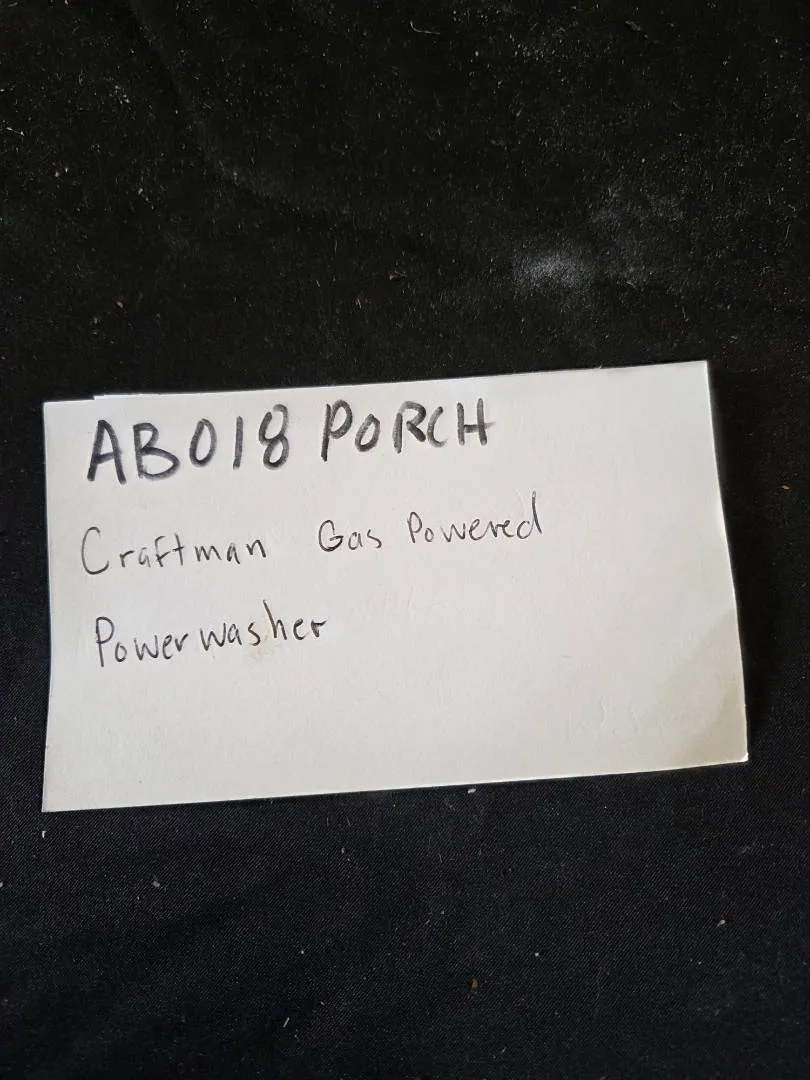 AB018 PORCH
Craftman Gas Powered
Powerwasher